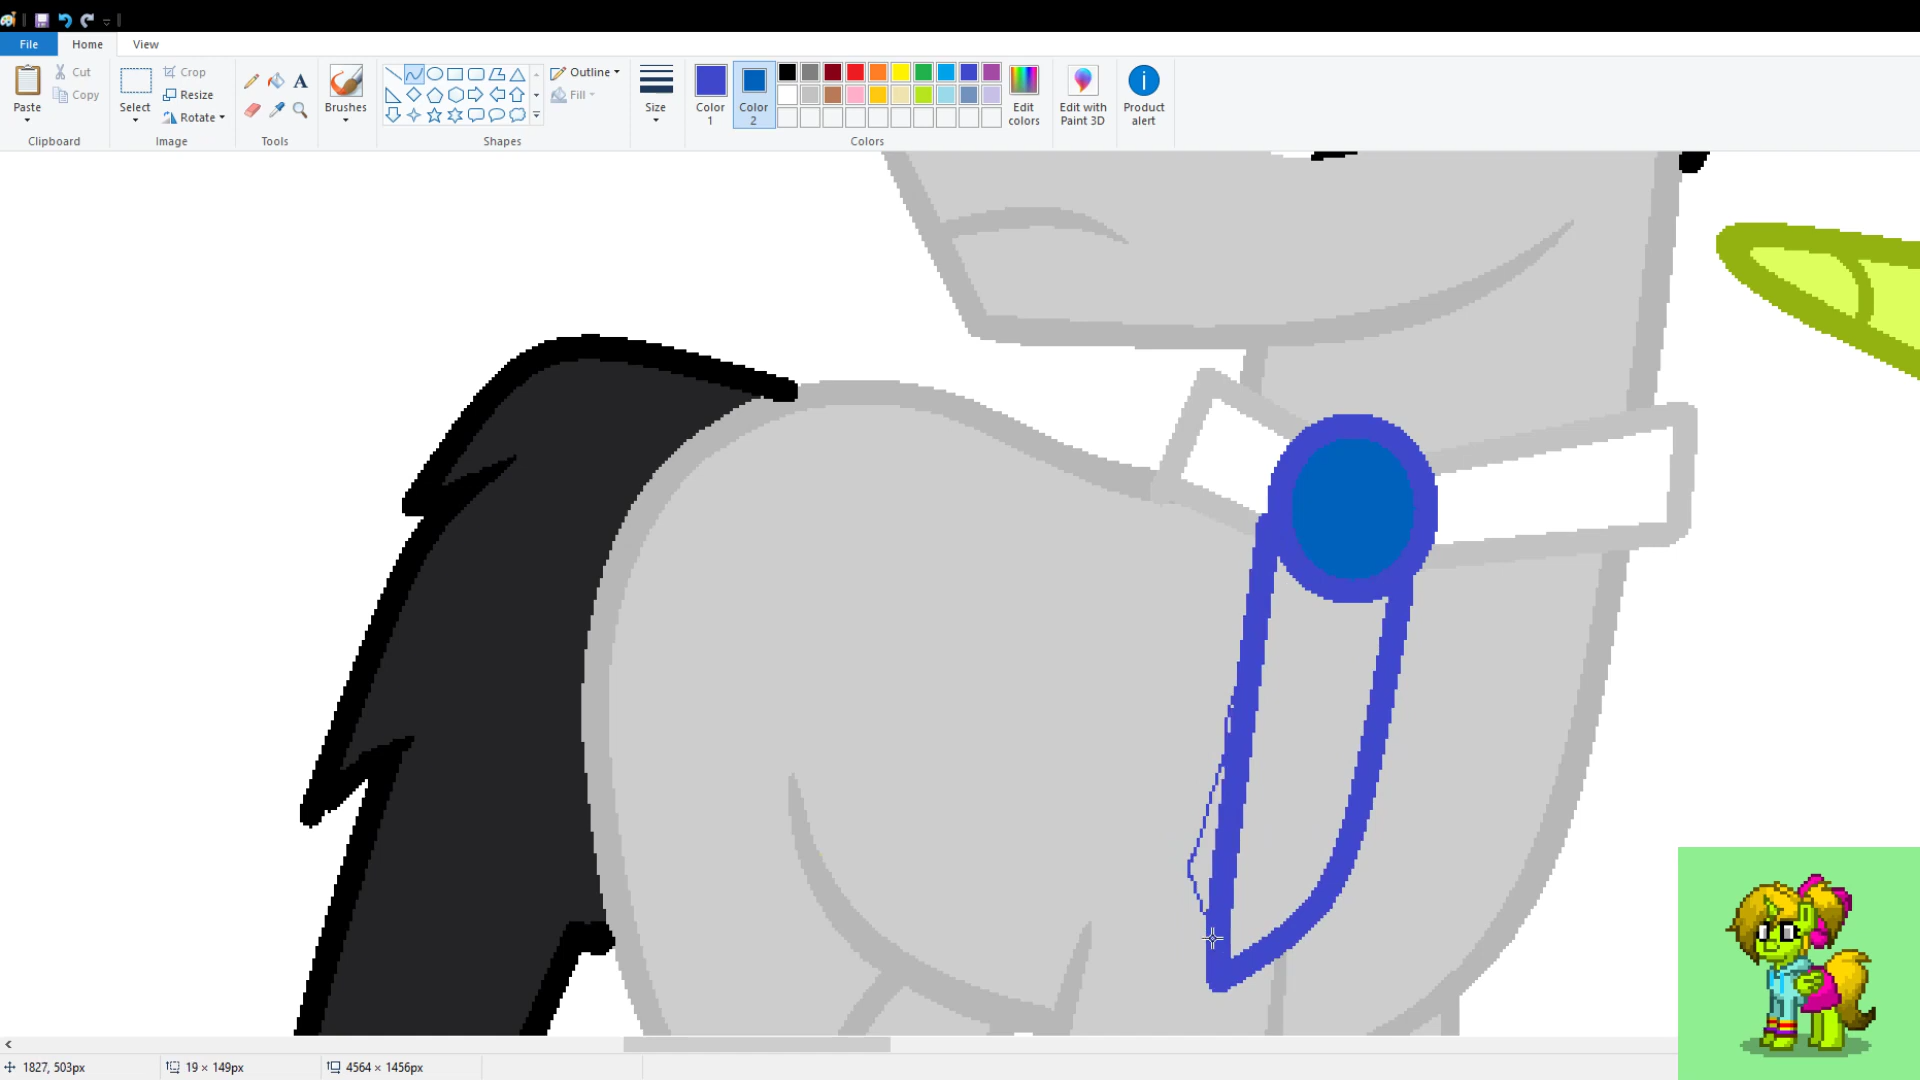 File Home View
Cut
Copy
Paste
Crop
Resize
Rotate
Select
A
Brushes
Outline
Fill
Size
Color 1
Color 2
Edit colors
Edit with Paint 3D
Product alert
Clipboard Image Tools Shapes Colors
1827, 503px 19 × 149px 4564 × 1456px